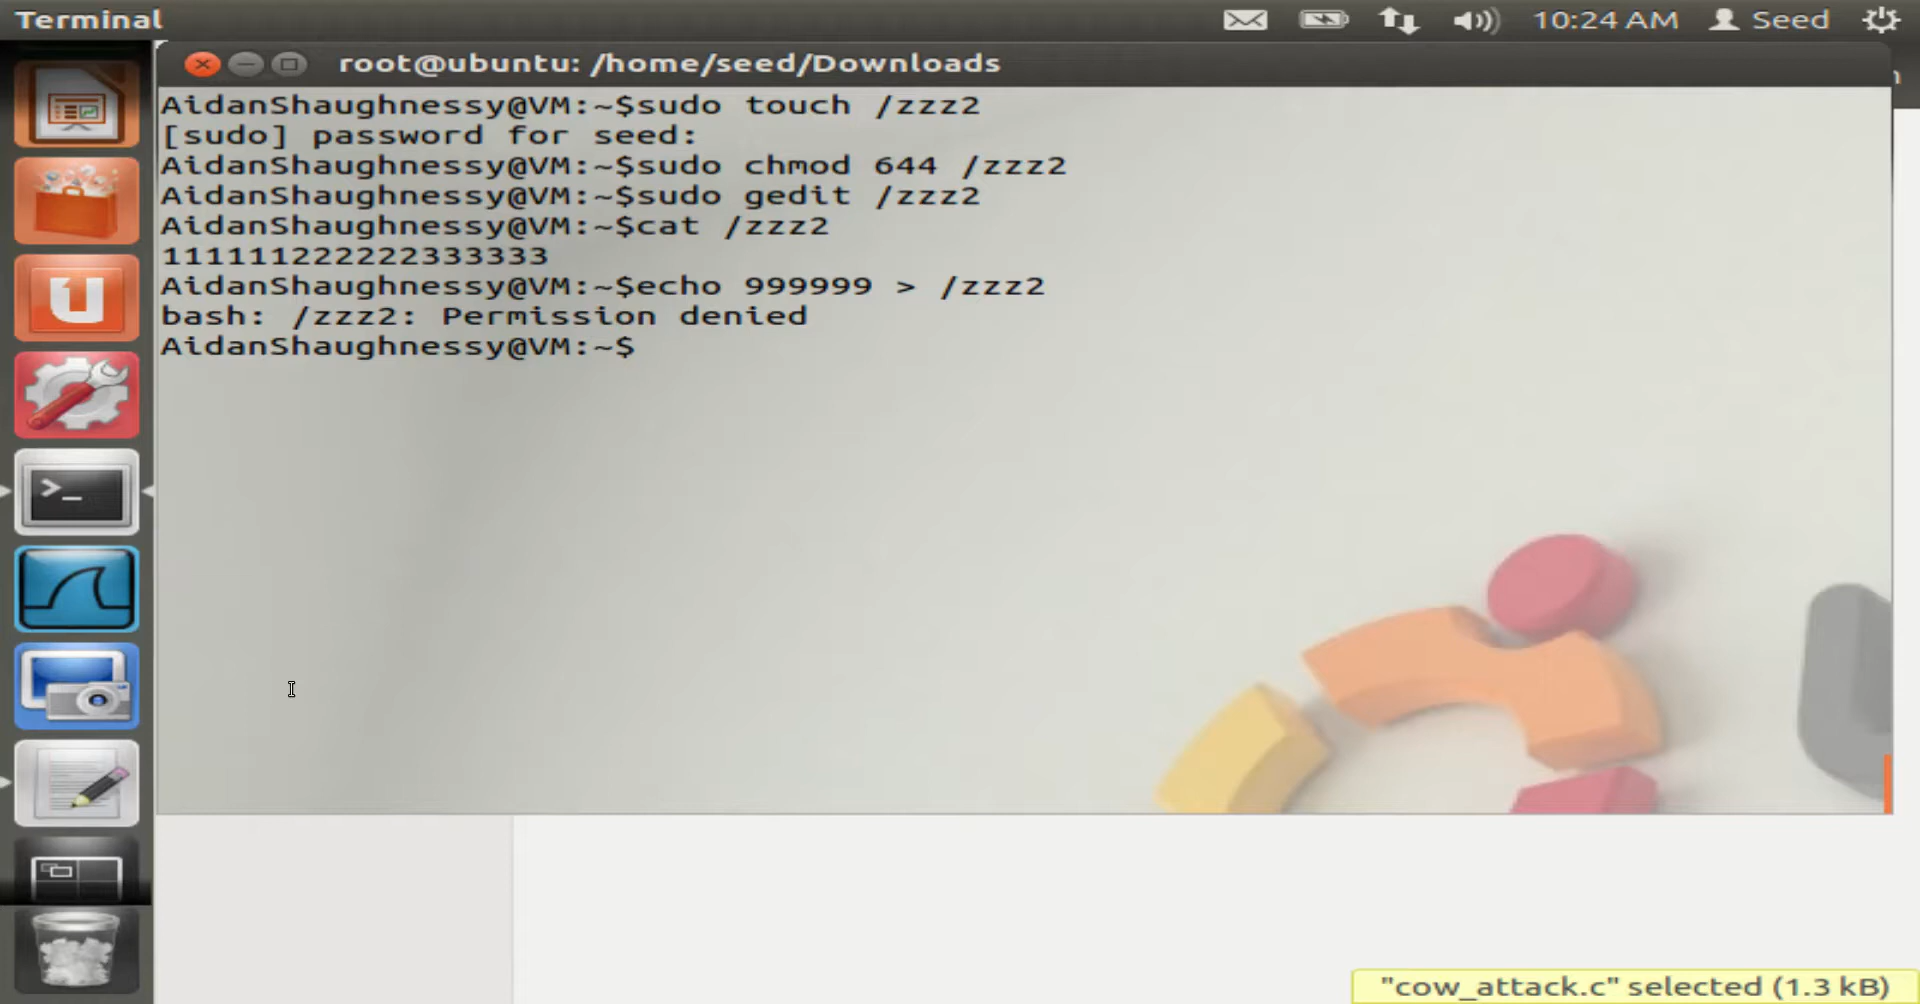 Terminal
10:24 AM
Seed
root@ubuntu: /home/seed/Downloads
AidanShaughnessy@VM:~$sudo touch /zzz2
[sudo] password for seed:
AidanShaughnessy@VM:~$sudo chmod 644 /zzz2
AidanShaughnessy@VM:~$sudo gedit /zzz2
AidanShaughnessy@VM:~$cat /zzz2
111111222222333333
AidanShaughnessy@VM:~$echo 999999 > /zzz2
bash: /zzz2: Permission denied
AidanShaughnessy@VM:~$
"cow_attack.c" selected (1.3 kB)